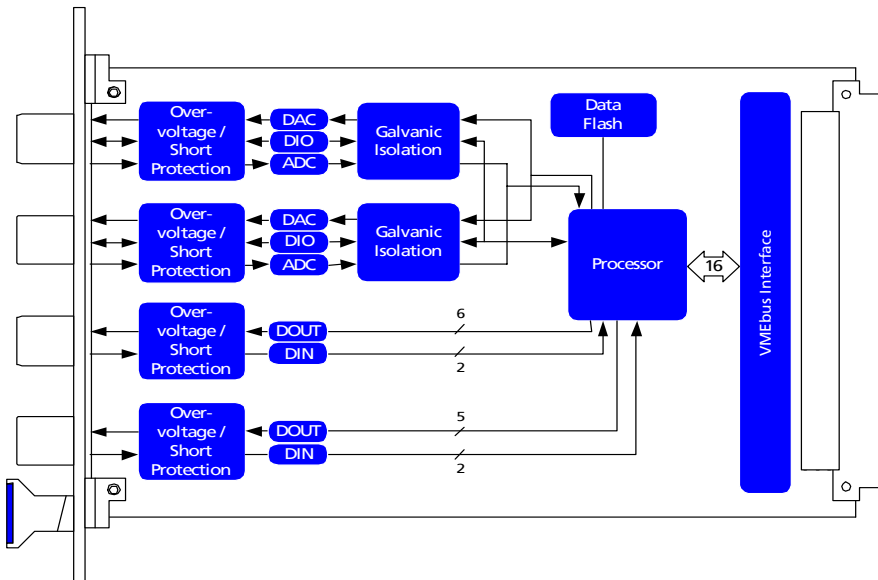 Over-
voltage /
Short
Protection
DAC
DIO
ADC
Galvanic
Isolation
Data
Flash
Over-
voltage /
Short
Protection
DAC
DIO
ADC
Galvanic
Isolation
Processor
16
VMEbus Interface
Over-
voltage /
Short
Protection
DOUT
DIN
6
2
Over-
voltage /
Short
Protection
DOUT
DIN
5
2